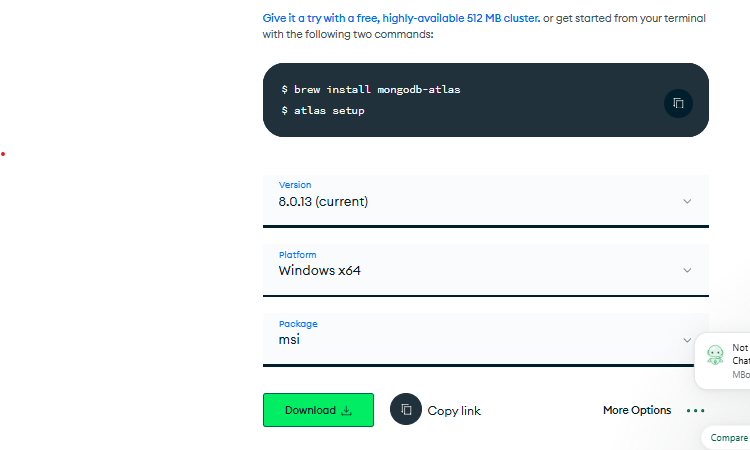 Give it a try with a free, highly-available 512 MB cluster. or get started from your terminal
with the following two commands:
$ brew install mongodb-atlas
$ atlas setup
Version
8.0.13 (current)
Platform
Windows x64
Package
msi
Not
Chat
MBo
Download
Copy link
More Options
Compare